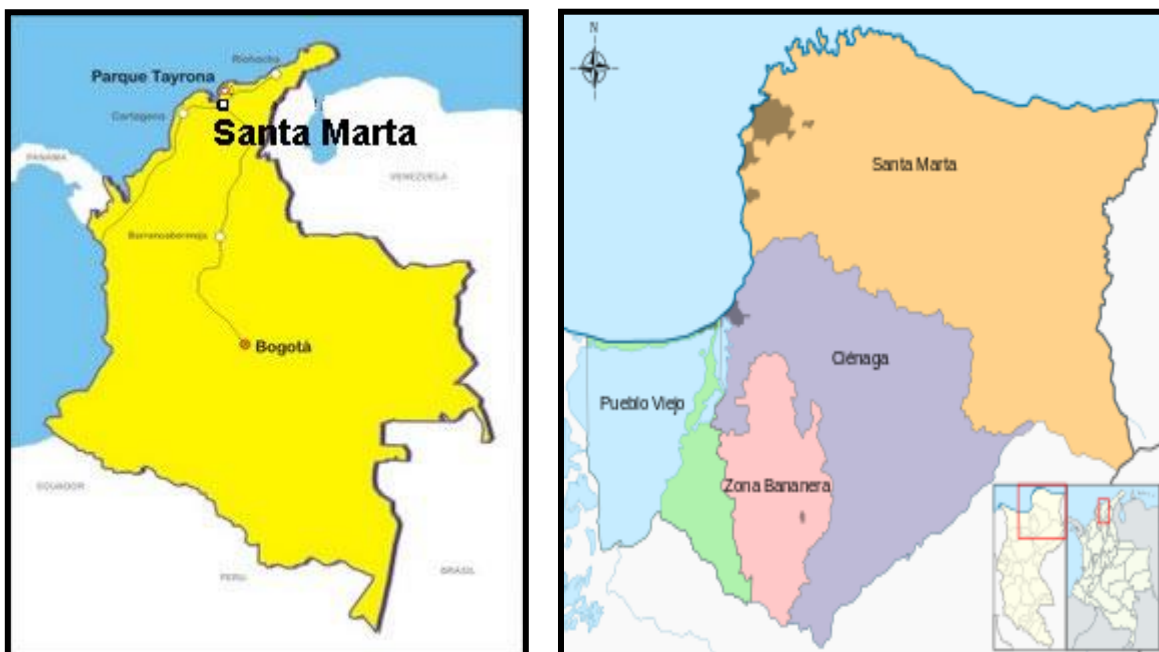 Riohacha
Parque Tayrona
Cartagena
Santa Marta
PANAMA
VENEZUELA
Barrancabermeja
Bogotá
ECUADOR
PERU
BRASIL
N
Santa Marta
Ciénaga
Pueblo Viejo
Zona Bananera